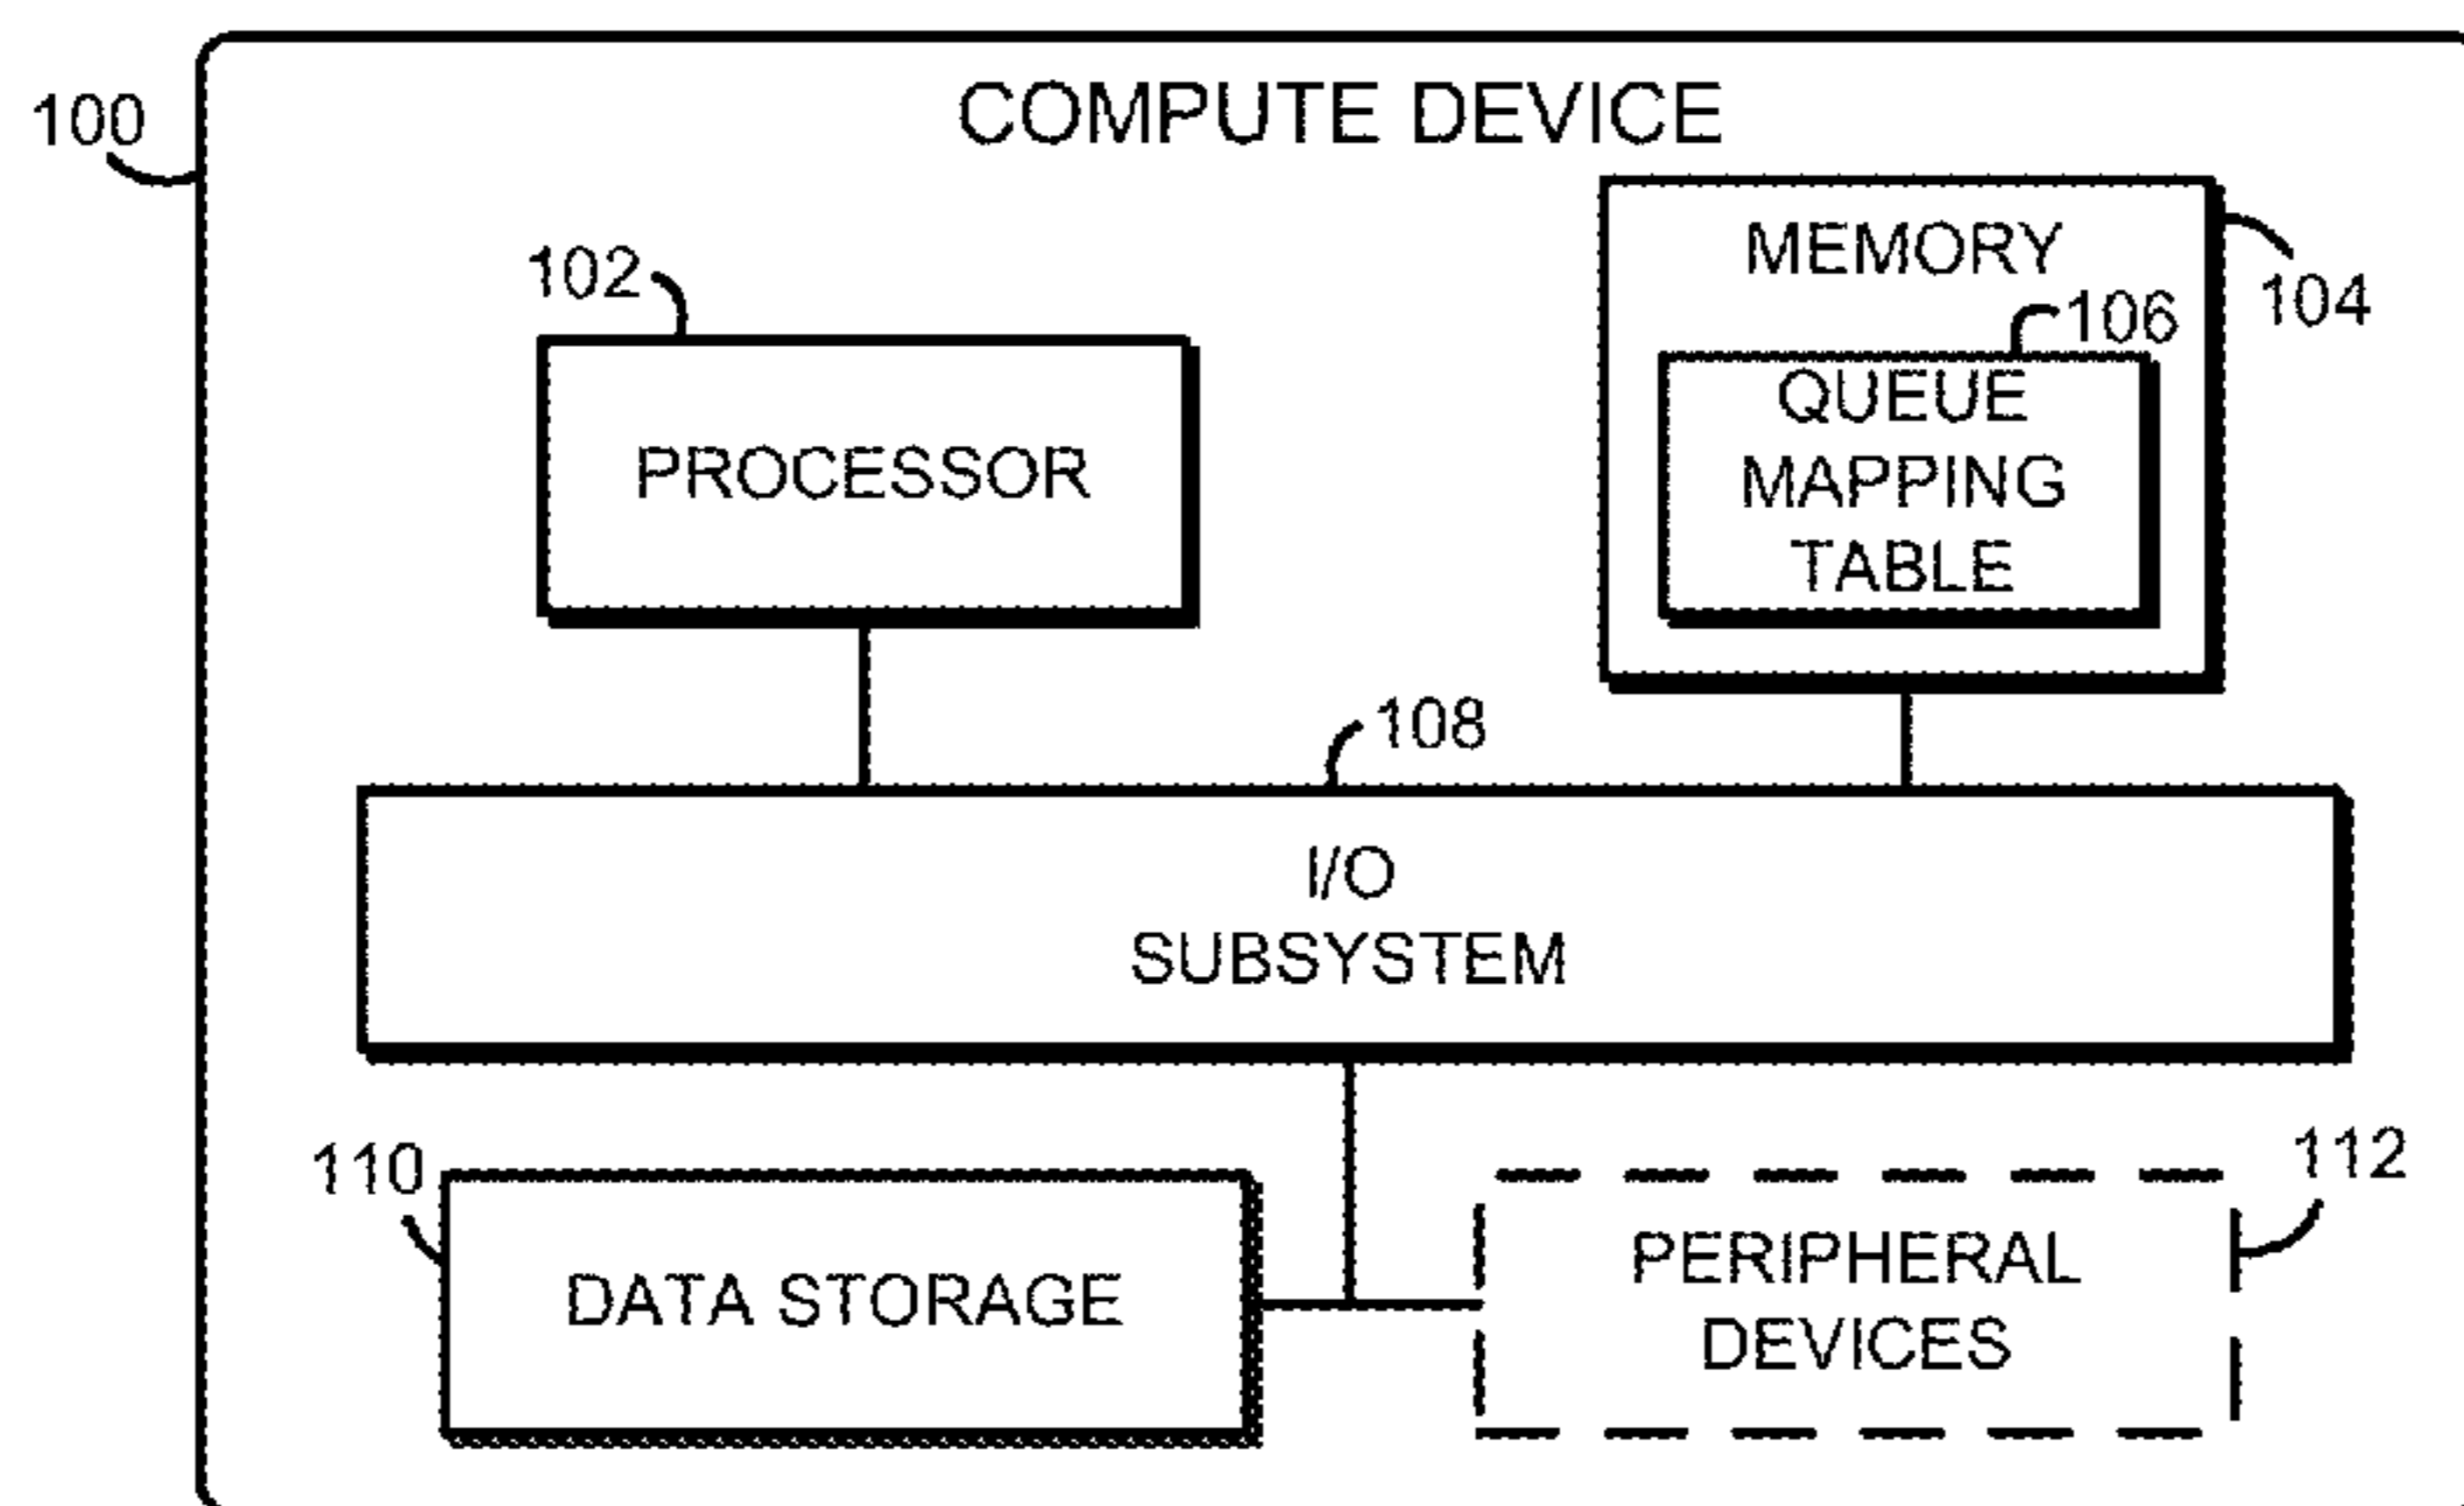 COMPUTE DEVICE
100
102
MEMORY
104
106
QUEUE
MAPPING
TABLE
PROCESSOR
108
I/O
SUBSYSTEM
110
112
DATA STORAGE
PERIPHERAL
DEVICES